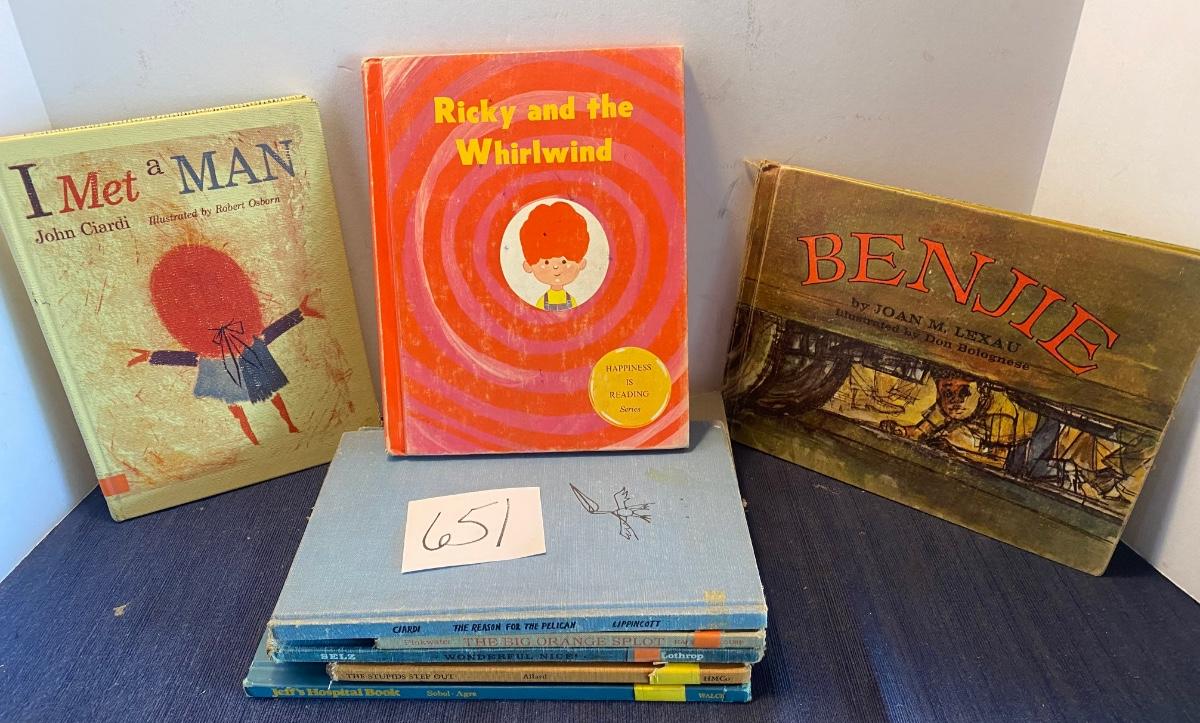 I Met a MAN
John Ciardi Illustrated by Robert Osborn
Ricky and the
Whirlwind
HAPPINESS
IS
READING
Series
BENJIE
by JOAN M. LEXAU
Illustrated by Don Bolognese
651
CIARDI THE REASON FOR THE PELICAN LIPPINCOTT
Pinkwater THE BIG ORANGE SPLOT
SELZ WONDERFUL NICE! Lothrop
THE STUPIDS STEP OUT Allard HMCo
Jeff's Hospital Book Sobol · Agre WALCK